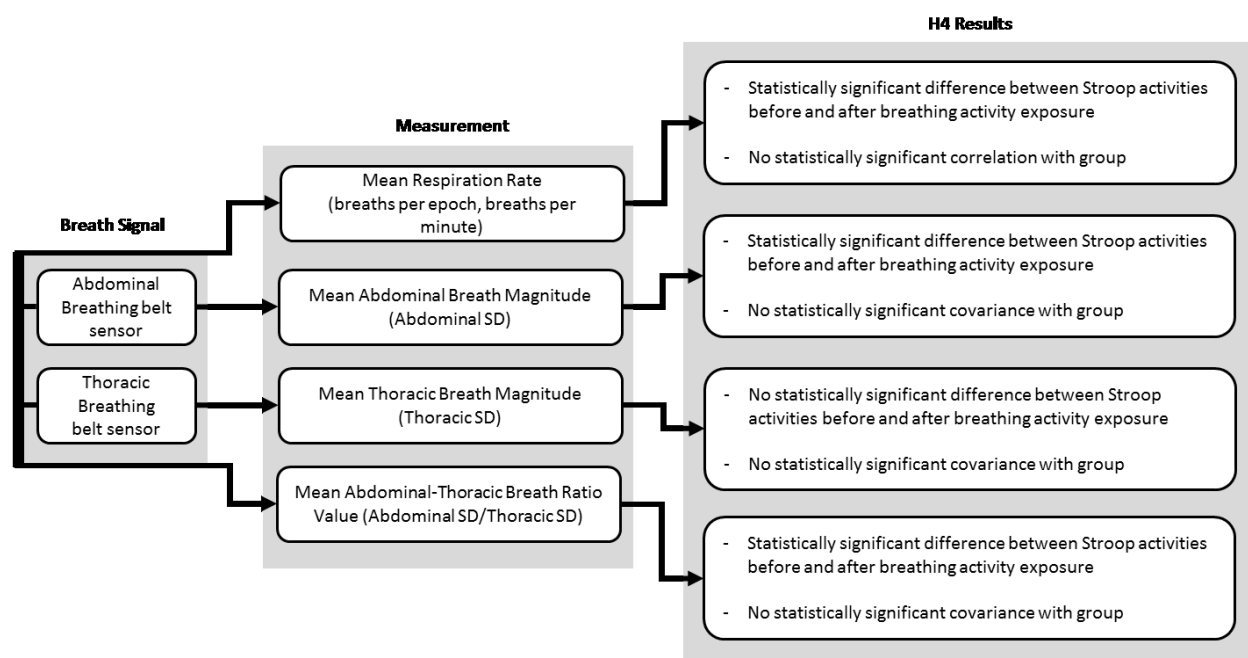 Breath Signal
Abdominal
Breathing belt
sensor
Thoracic
Breathing
belt sensor
Measurement
Mean Respiration Rate
(breaths per epoch, breaths per
minute)
Mean Abdominal Breath Magnitude
(Abdominal SD)
Mean Thoracic Breath Magnitude
(Thoracic SD)
Mean Abdominal-Thoracic Breath Ratio
Value (Abdominal SD/Thoracic SD)
H4 Results
- Statistically significant difference between Stroop activities
before and after breathing activity exposure
- No statistically significant correlation with group
- Statistically significant difference between Stroop activities
before and after breathing activity exposure
- No statistically significant covariance with group
- No statistically significant difference between Stroop
activities before and after breathing activity exposure
- No statistically significant covariance with group
- Statistically significant difference between Stroop activities
before and after breathing activity exposure
- No statistically significant covariance with group